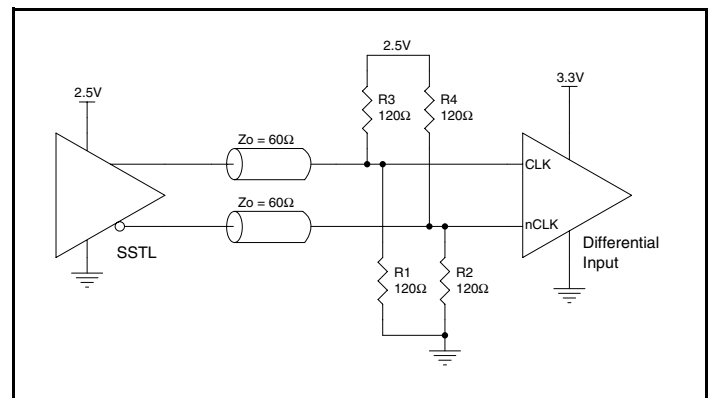 2.5V
2.5V
3.3V
R3
120Ω
R4
120Ω
Zo = 60Ω
CLK
Zo = 60Ω
nCLK
SSTL
Differential
Input
R1
120Ω
R2
120Ω